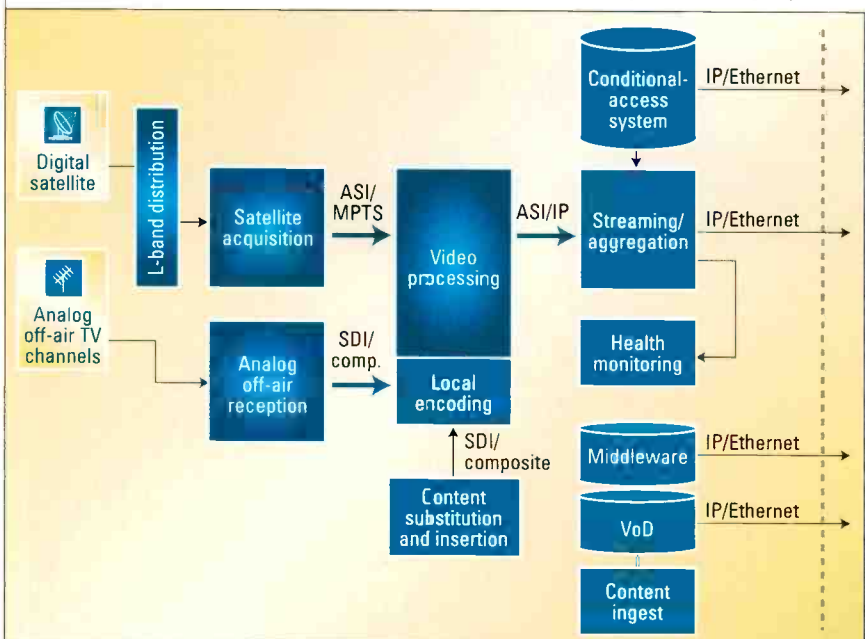 Conditional-
access
system
IP/Ethernet
Digital
satellite
L-band distribution
Satellite
acquisition
ASI/
MPTS
Video
processing
ASI/IP
Streaming/
aggregation
IP/Ethernet
Analog
off-air TV
channels
Analog
off-air
reception
SDI/
comp.
Local
encoding
Health
monitoring
SDI/
composite
Content
substitution
and insertion
Middleware
IP/Ethernet
VoD
IP/Ethernet
Content
ingest